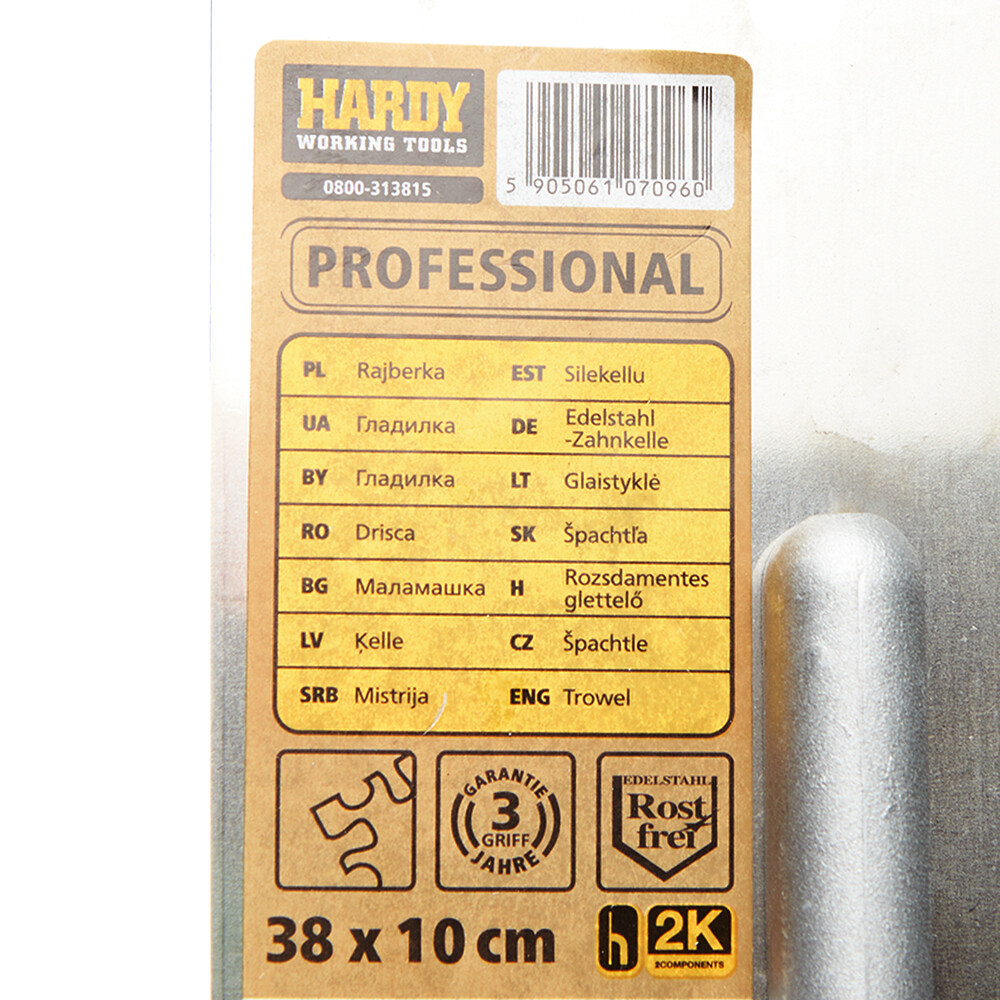 HARDY
WORKING TOOLS
0800-313815
5 905061 070960
PROFESSIONAL
PL Rajberka
EST Silekellu
UA Гладилка
DE Edelstahl
-Zahnkelle
BY Гладилка
LT Glaistyklė
RO Drisca
SK Špachtľa
BG Маламашка
H Rozsdamentes
glettelő
LV Ķelle
CZ Špachtle
SRB Mistrija
ENG Trowel
GARANTIE
3
GRIFF
JAHRE
EDELSTAHL
Rost
frei
38 x 10 cm
h
2K
COMPONENTS